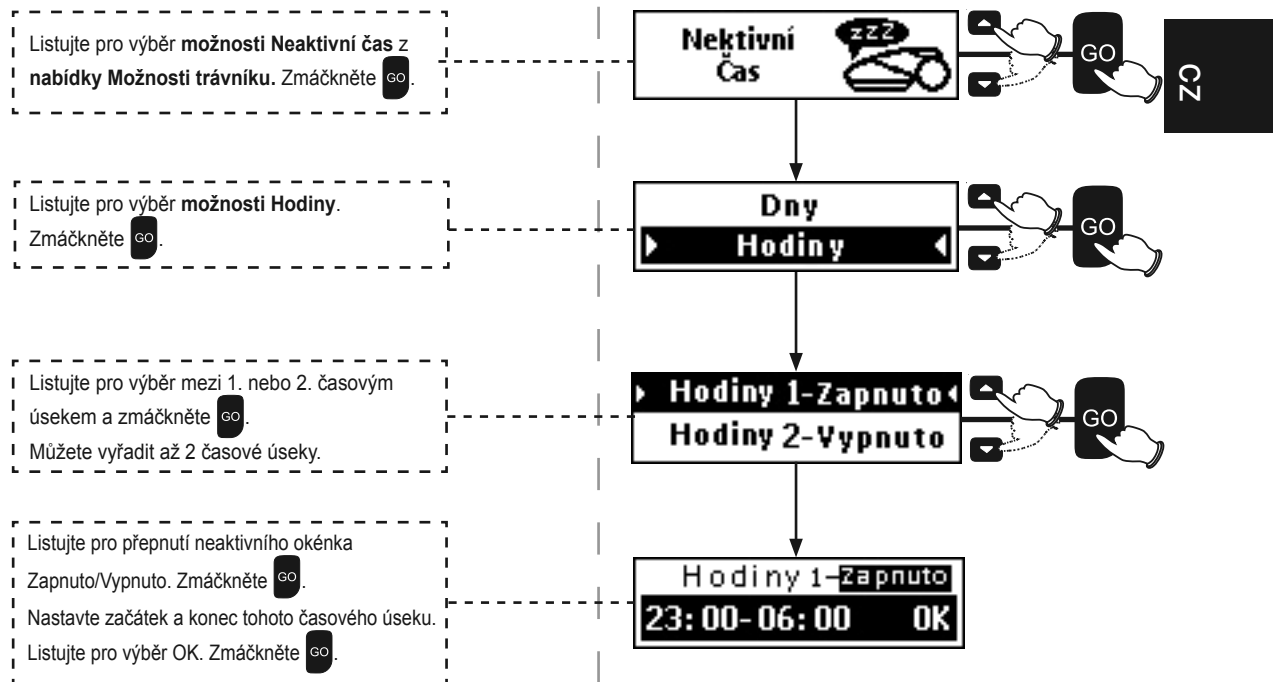 Listujte pro výběr možnosti Neaktivní čas z
nabídky Možnosti trávníku. Zmáčkněte GO.
Nektivní
Čas
zzz
GO
CZ
Listujte pro výběr možnosti Hodiny.
Zmáčkněte GO.
Dny
Hodiny
GO
Listujte pro výběr mezi 1. nebo 2. časovým
úsekem a zmáčkněte GO.
Můžete vyřadit až 2 časové úseky.
Hodiny 1-Zapnuto
Hodiny 2-Vypnuto
GO
Listujte pro přepnutí neaktivního okénka
Zapnuto/Vypnuto. Zmáčkněte GO.
Nastavte začátek a konec tohoto časového úseku.
Listujte pro výběr OK. Zmáčkněte GO.
Hodiny 1-Zapnuto
23:00-06:00 OK